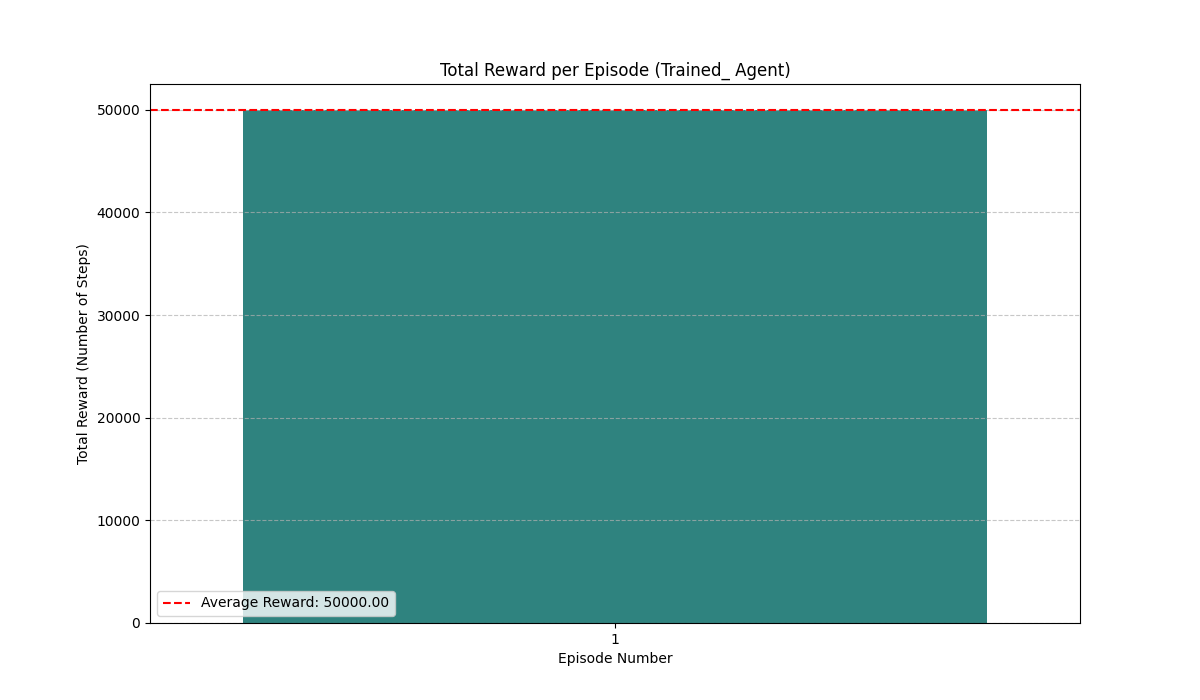 Total Reward per Episode (Trained_ Agent)
Total Reward (Number of Steps)
50000
40000
30000
20000
10000
0
Average Reward: 50000.00
1
Episode Number